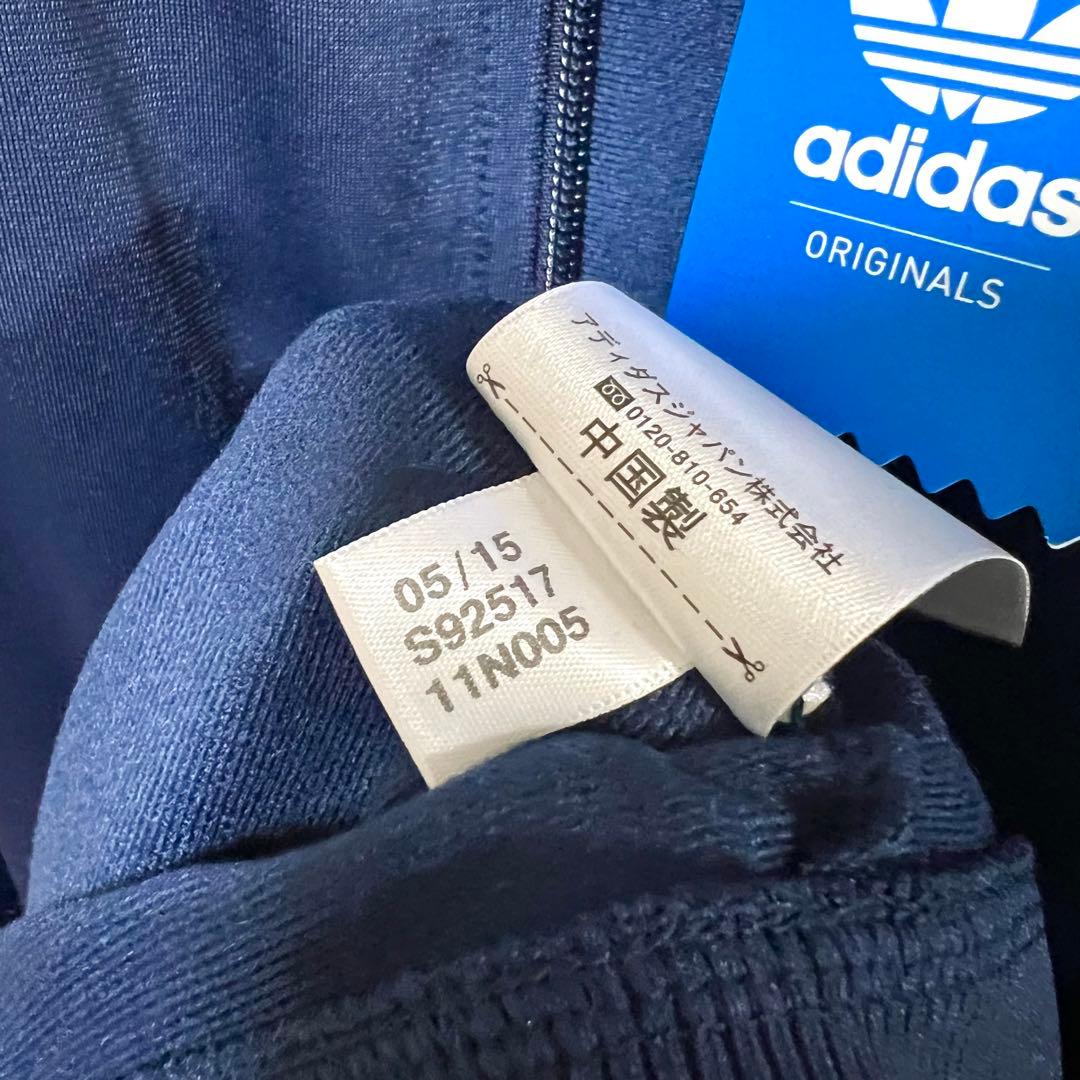 adidas
ORIGINALS
アディダスジャパン株式会社
0120-810-654
中国製
05/15
S92517
11N005